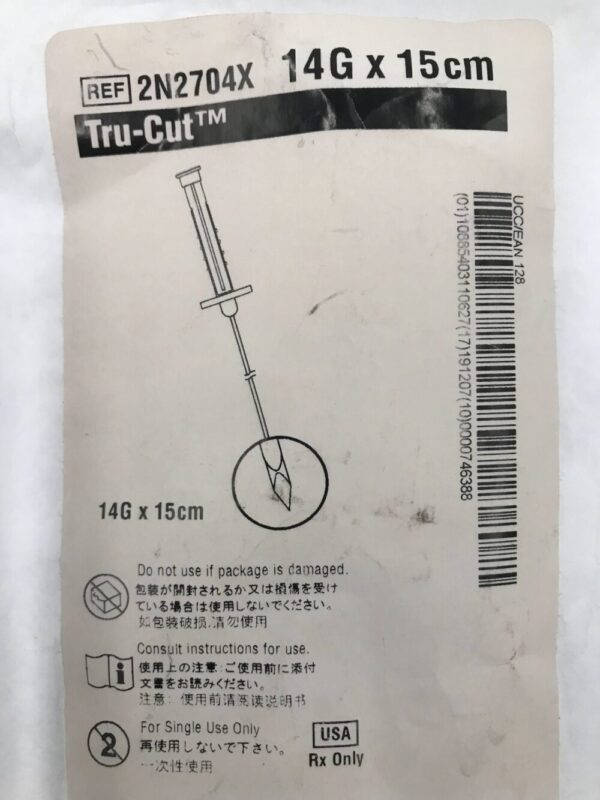 REF 2N2704X 14G x 15cm
Tru-Cut™
UCC/EAN 128
(01)10885403110627(17)191207(10)0000746388
14G x 15cm
Do not use if package is damaged.
包装が開封されるか又は損傷を受け
ている場合は使用しないでください。
如包装破损,请勿使用
Consult instructions for use.
使用上の注意:ご使用前に添付
文書をお読みください。
注意: 使用前请阅读说明书
2
For Single Use Only
再使用しないで下さい。
一次性使用
USA
Rx Only